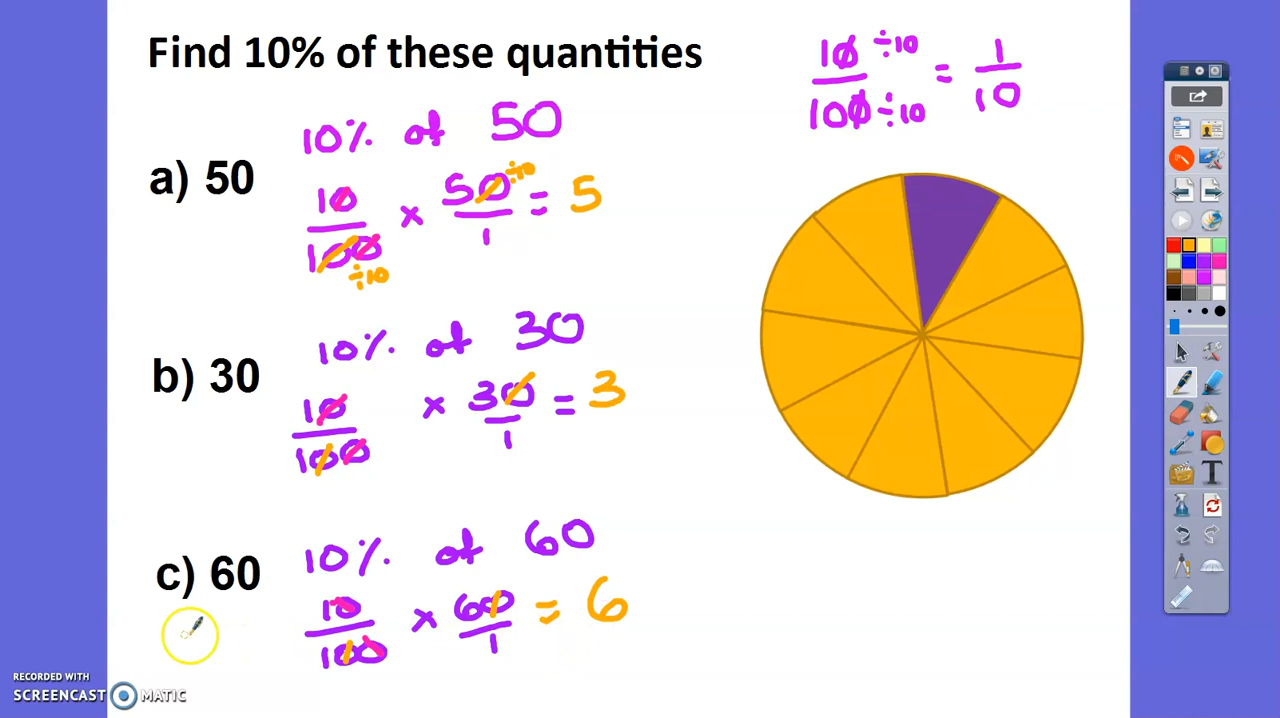 Find 10% of these quantities
10/100 ÷10 ÷10 = 1/10
10% of 50
a) 50
10/100 × 50/1 = 5
÷10
÷10
10% of 30
b) 30
10/100 × 30/1 = 3
10% of 60
c) 60
10/100 × 60/1 = 6
RECORDED WITH
SCREENCAST MATIC
T